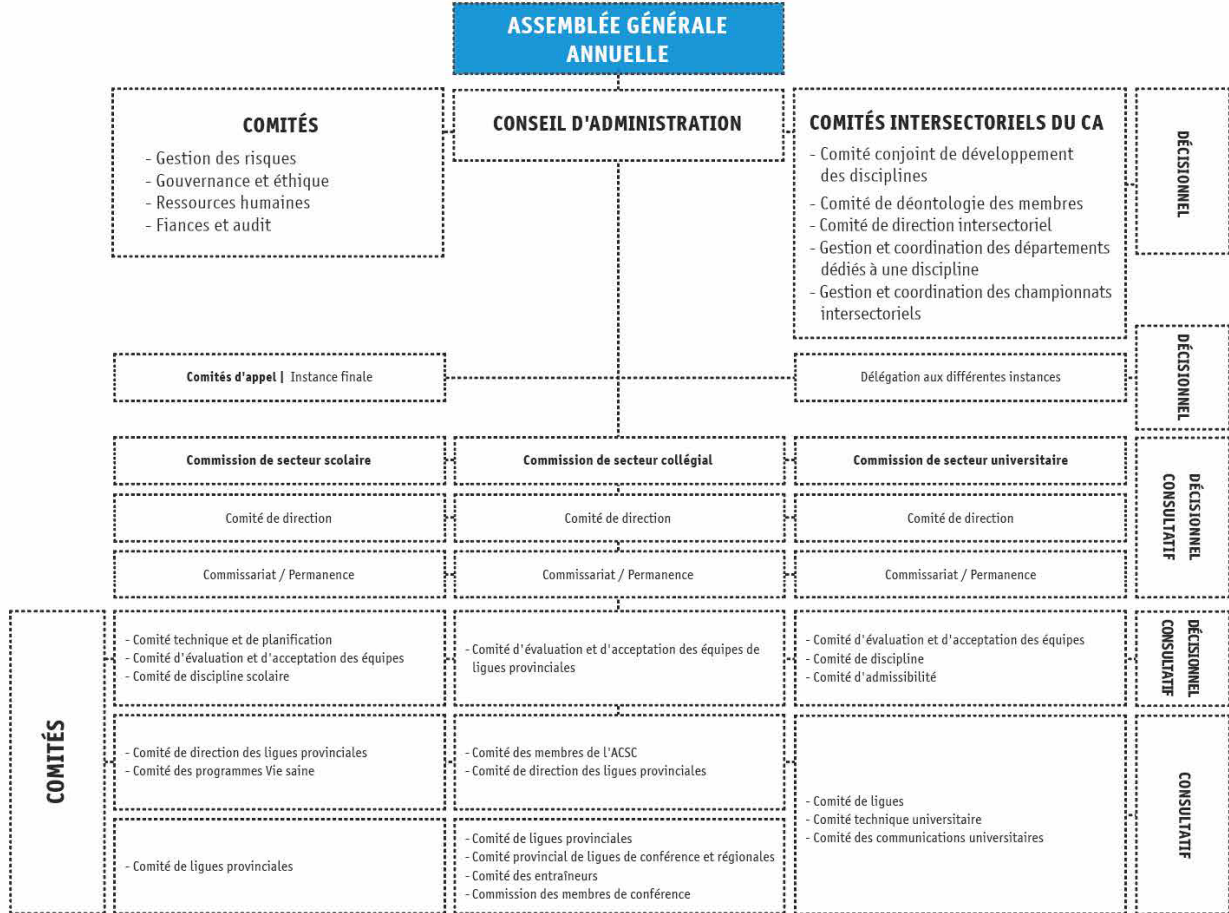 ASSEMBLÉE GÉNÉRALE
ANNUELLE
COMITÉS
- Gestion des risques
- Gouvernance et éthique
- Ressources humaines
- Fiances et audit
CONSEIL D'ADMINISTRATION
COMITÉS INTERSECTORIELS DU CA
- Comité conjoint de développement
des disciplines
- Comité de déontologie des membres
- Comité de direction intersectoriel
- Gestion et coordination des départements
dédiés à une discipline
- Gestion et coordination des championnats
intersectoriels
DÉCISIONNEL
Comités d'appel | Instance finale
Délégation aux différentes instances
DÉCISIONNEL
Commission de secteur scolaire
Commission de secteur collégial
Commission de secteur universitaire
Comité de direction
Comité de direction
Comité de direction
Commissariat / Permanence
Commissariat / Permanence
Commissariat / Permanence
DÉCISIONNEL
CONSULTATIF
COMITÉS
- Comité technique et de planification
- Comité d'évaluation et d'acceptation des équipes
- Comité de discipline scolaire
- Comité d'évaluation et d'acceptation des équipes de
ligues provinciales
- Comité d'évaluation et d'acceptation des équipes
- Comité de discipline
- Comité d'admissibilité
DÉCISIONNEL
CONSULTATIF
- Comité de direction des ligues provinciales
- Comité des programmes Vie saine
- Comité des membres de l'ACSC
- Comité de direction des ligues provinciales
- Comité de ligues
- Comité technique universitaire
- Comité des communications universitaires
CONSULTATIF
- Comité de ligues provinciales
- Comité de ligues provinciales
- Comité provincial de ligues de conférence et régionales
- Comité des entraîneurs
- Commission des membres de conférence